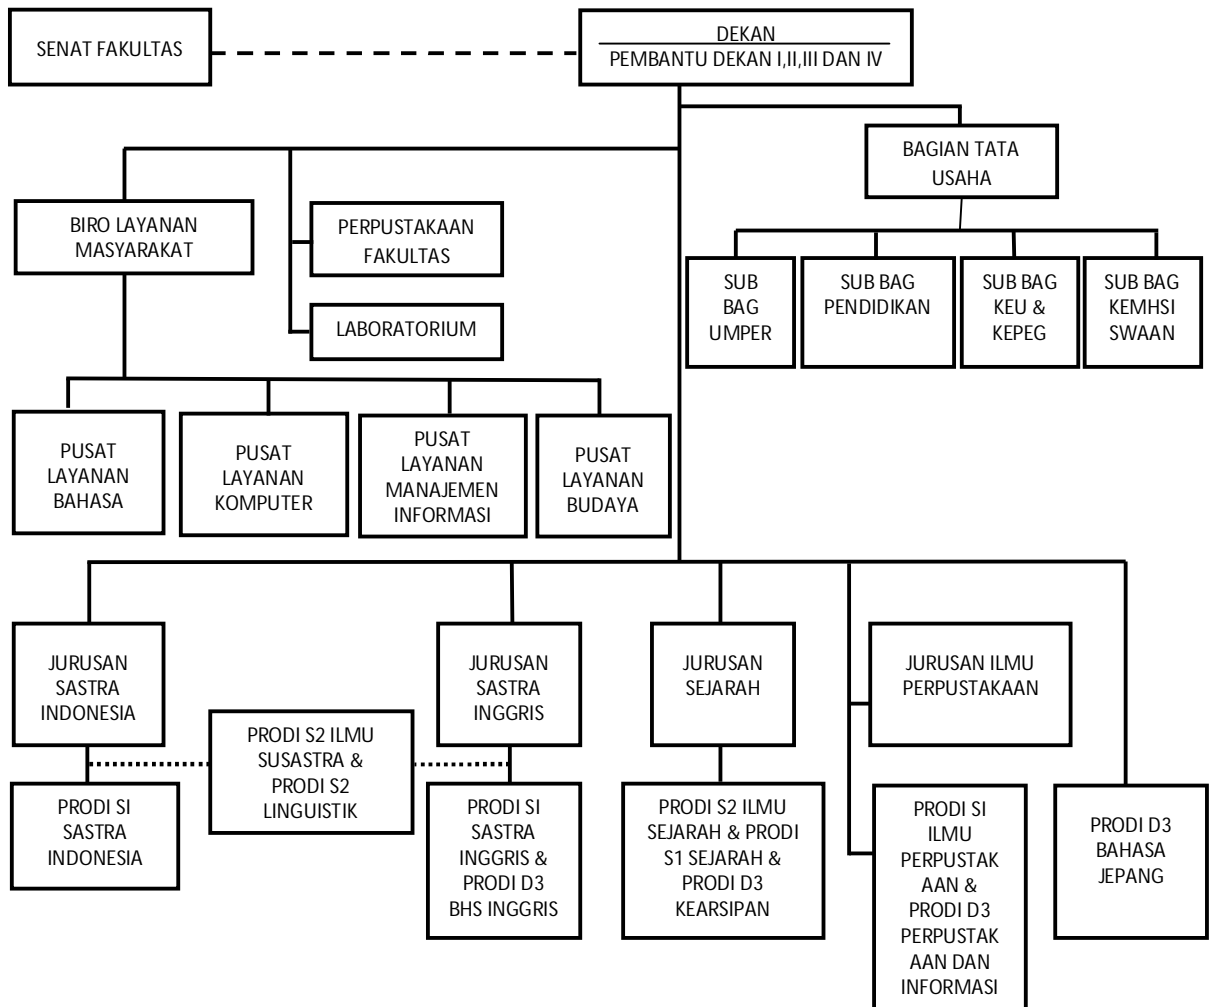 SENAT FAKULTAS
DEKAN
PEMBANTU DEKAN I,II,III DAN IV
BAGIAN TATA
USAHA
BIRO LAYANAN
MASYARAKAT
PERPUSTAKAAN
FAKULTAS
LABORATORIUM
SUB
BAG
UMPER
SUB BAG
PENDIDIKAN
SUB BAG
KEU &
KEPEG
SUB BAG
KEMHSI
SWAAN
PUSAT
LAYANAN
BAHASA
PUSAT
LAYANAN
KOMPUTER
PUSAT
LAYANAN
MANAJEMEN
INFORMASI
PUSAT
LAYANAN
BUDAYA
JURUSAN
SASTRA
INDONESIA
JURUSAN
SASTRA
INGGRIS
JURUSAN
SEJARAH
JURUSAN ILMU
PERPUSTAKAAN
PRODI S2 ILMU
SUSASTRA &
PRODI S2
LINGUISTIK
PRODI SI
SASTRA
INDONESIA
PRODI SI
SASTRA
INGGRIS &
PRODI D3
BHS INGGRIS
PRODI S2 ILMU
SEJARAH & PRODI
S1 SEJARAH &
PRODI D3
KEARSIPAN
PRODI SI
ILMU
PERPUSTAK
AAN &
PRODI D3
PERPUSTAK
AAN DAN
INFORMASI
PRODI D3
BAHASA
JEPANG